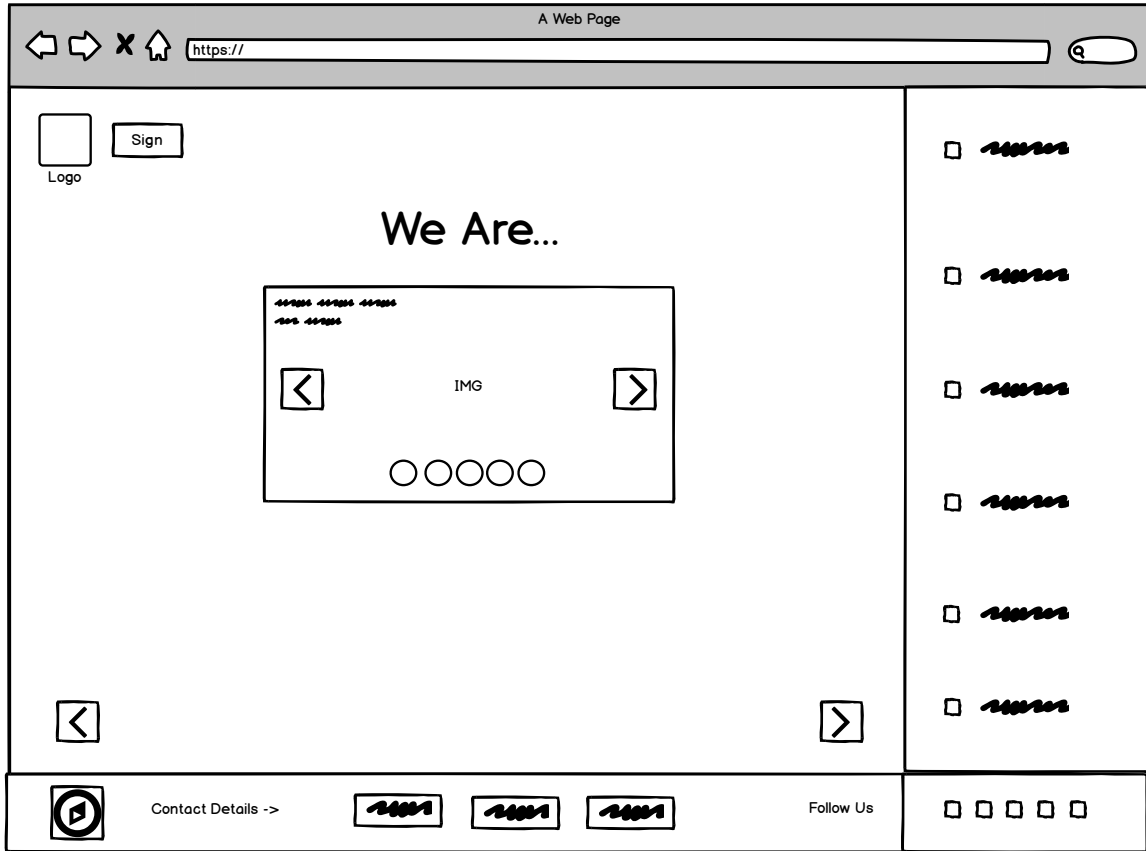 A Web Page
https://
Sign
Logo
We Are...
IMG
Contact Details ->
Follow Us